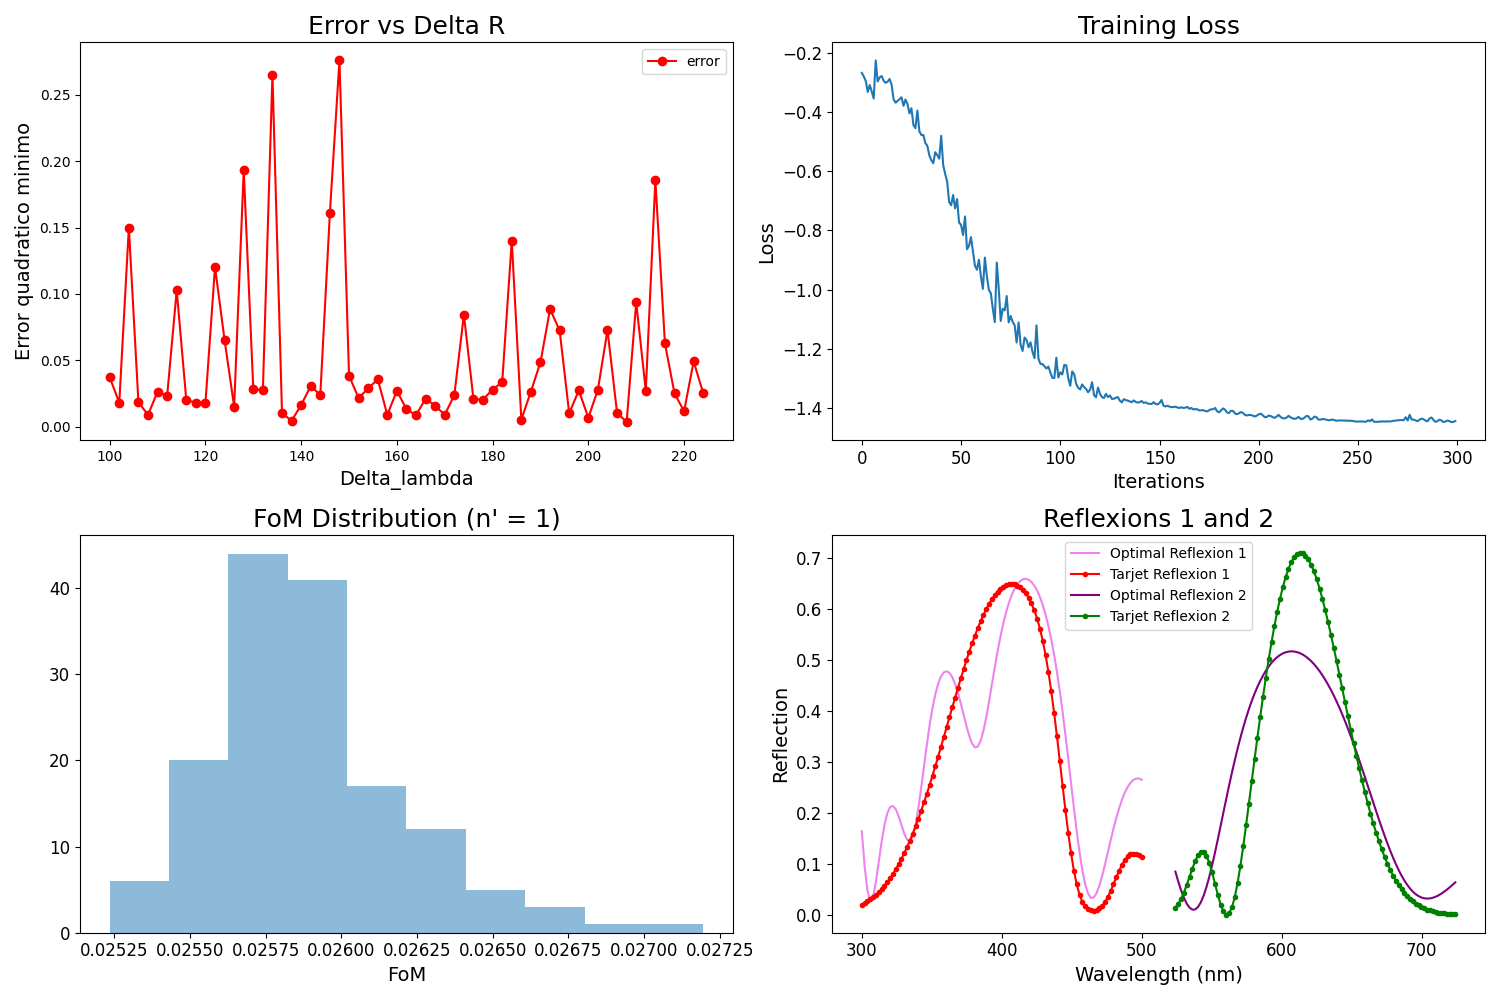 Error vs Delta R
error
Error quadratico minimo
0.25
0.20
0.15
0.10
0.05
0.00
100 120 140 160 180 200 220
Delta_lambda
Training Loss
Loss
−0.2
−0.4
−0.6
−0.8
−1.0
−1.2
−1.4
0 50 100 150 200 250 300
Iterations
FoM Distribution (n' = 1)
40
30
20
10
0
0.02525 0.02550 0.02575 0.02600 0.02625 0.02650 0.02675 0.02700 0.02725
FoM
Reflexions 1 and 2
Optimal Reflexion 1
Tarjet Reflexion 1
Optimal Reflexion 2
Tarjet Reflexion 2
Reflection
0.7
0.6
0.5
0.4
0.3
0.2
0.1
0.0
300 400 500 600 700
Wavelength (nm)